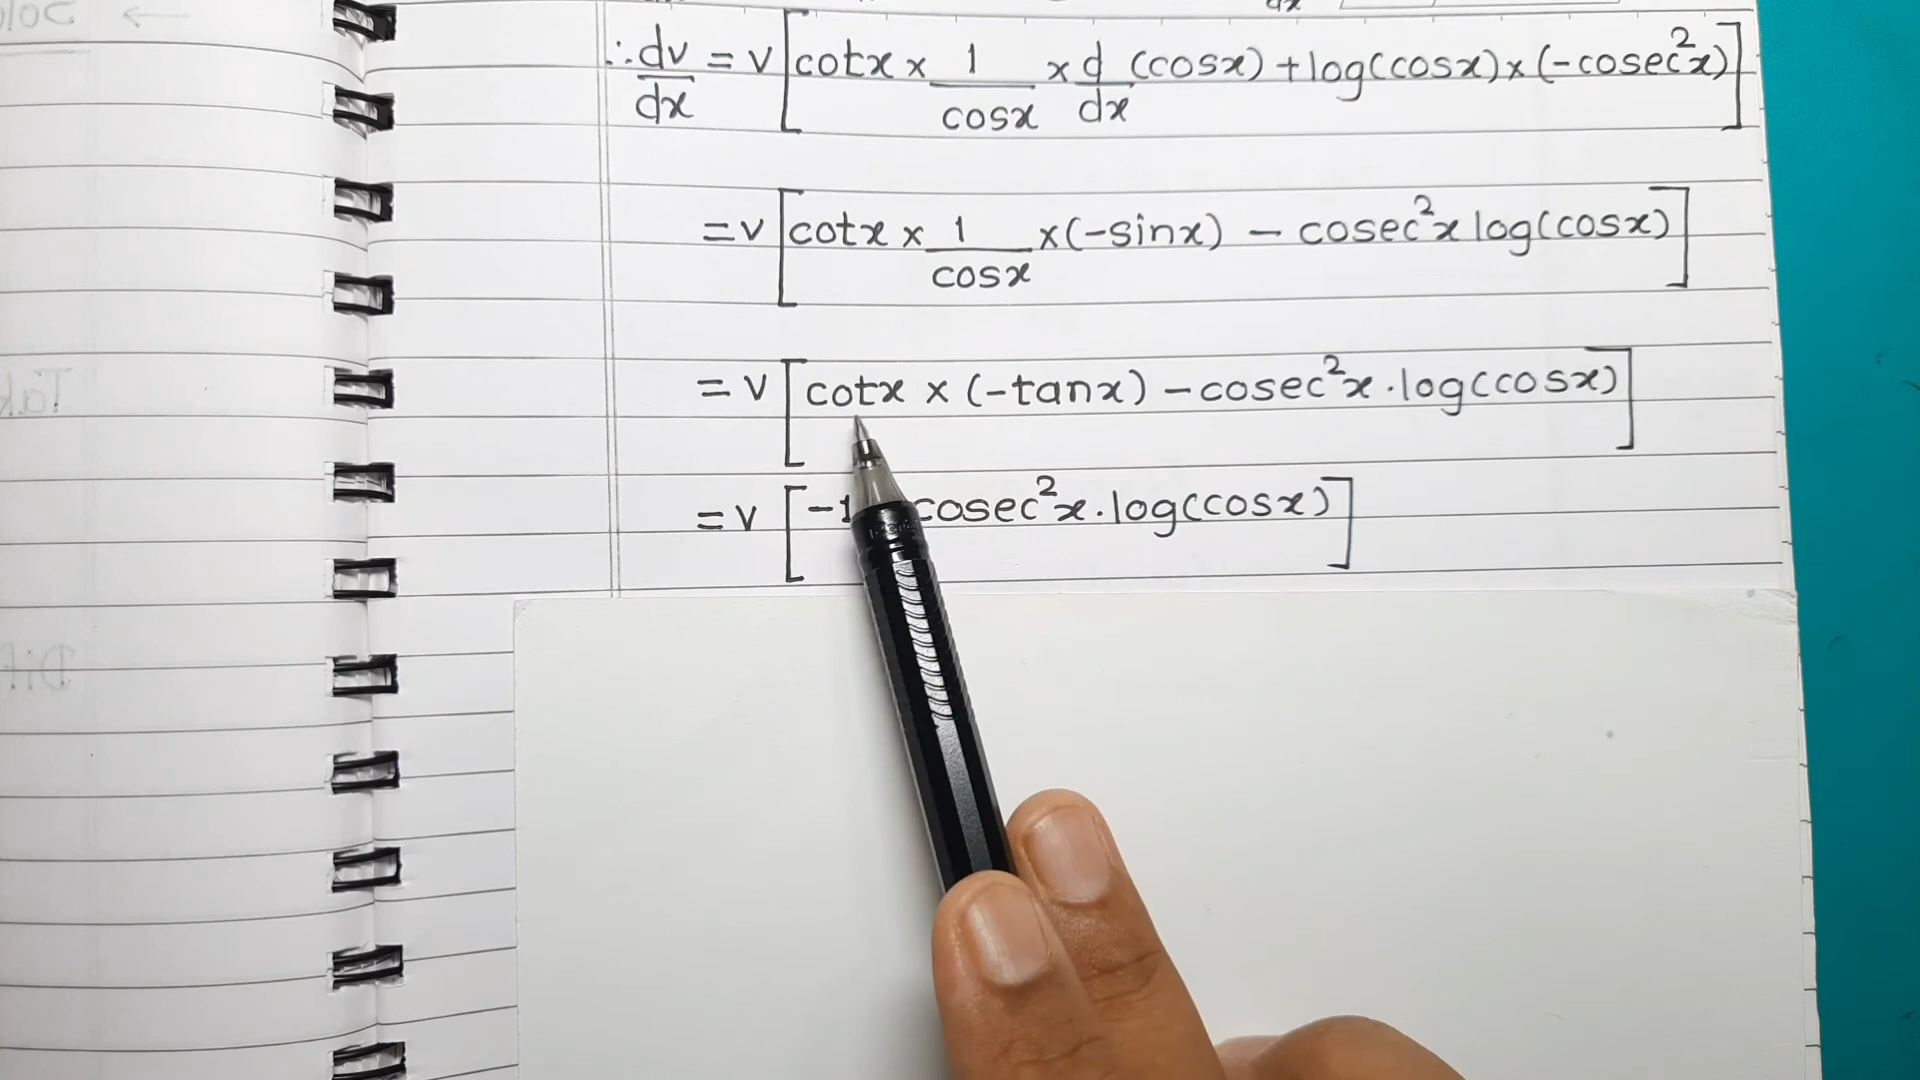 ∴ dv/dx = v [cotx × 1/cosx × d/dx (cosx) + log(cosx) × (-cosec²x)]
= v [cotx × 1/cosx × (-sinx) - cosec²x log(cosx)]
= v [cotx × (-tanx) - cosec²x . log(cosx)]
= v [-1 cosec²x . log(cosx)]